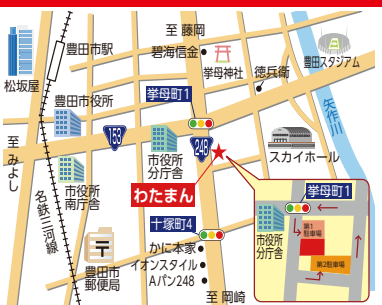 至 藤岡
碧海信金
豊田市駅
挙母神社
徳兵衛
豊田スタジアム
松坂屋
豊田市役所
挙母町1
矢作川
153
248
市役所
分庁舎
スカイホール
至 みよし
市役所
南庁舎
わたまん
挙母町1
名鉄三河線
十塚町4
第1
駐車場
市役所
分庁舎
第2駐車場
〒
豊田市
郵便局
かに本家
イオンスタイル
Aパン248
至 岡崎